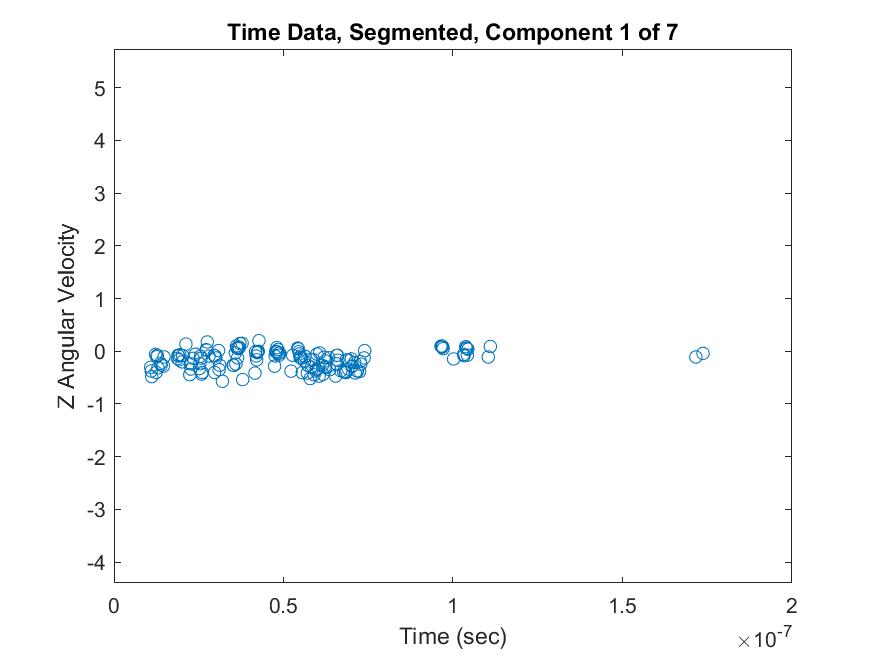 Time Data, Segmented, Component 1 of 7
5
4
3
2
1
0
-1
-2
-3
-4
Z Angular Velocity
0 0.5 1 1.5 2
Time (sec)
×10⁻⁷